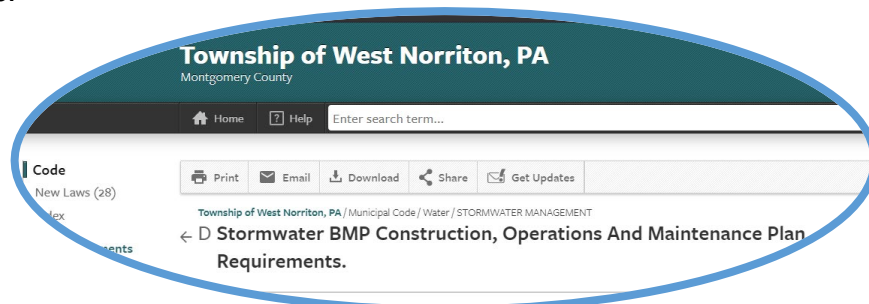 Township of West Norriton, PA
Montgomery County
Home Help Enter search term...
Code
New Laws (28)
Print Email Download Share Get Updates
Township of West Norriton, PA / Municipal Code / Water / STORMWATER MANAGEMENT
← D Stormwater BMP Construction, Operations And Maintenance Plan
Requirements.